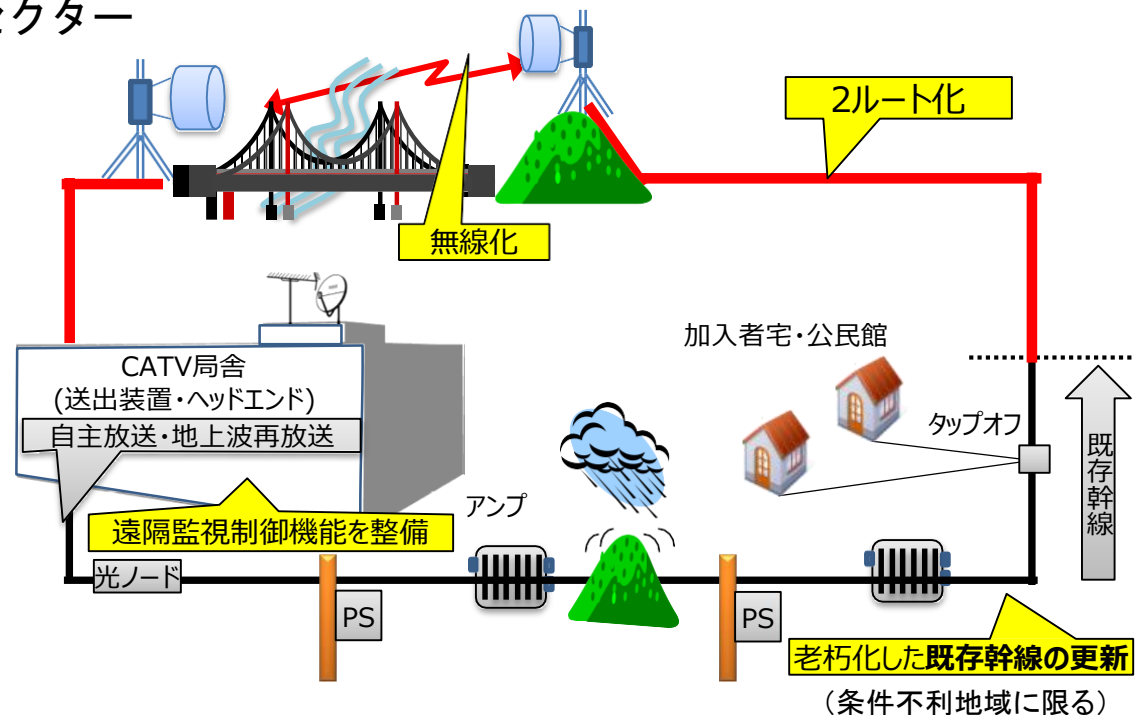 セクター
2ルート化
無線化
加入者宅・公民館
CATV局舎
(送出装置・ヘッドエンド)
自主放送・地上波再放送
タップオフ
既存幹線
アンプ
遠隔監視制御機能を整備
光ノード
PS
PS
老朽化した既存幹線の更新
（条件不利地域に限る）